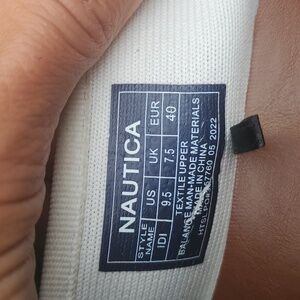 NAUTICA
STYLE NAME US UK EUR
IDI 9.5 7.5 40
TEXTILE UPPER
BALANCE MAN-MADE MATERIALS
MADE IN CHINA
05 2022